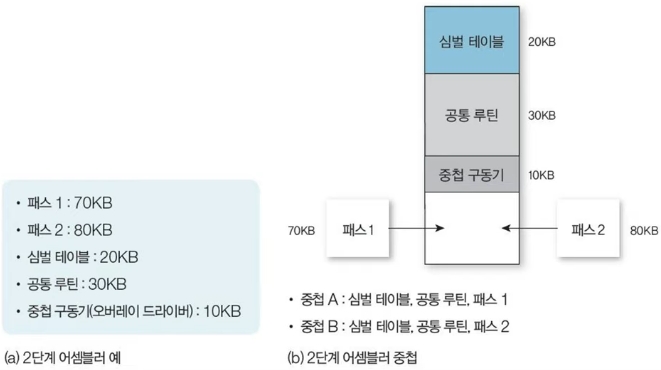 심벌 테이블 20KB
공통 루틴 30KB
중첩 구동기 10KB
70KB 패스 1 패스 2 80KB
• 패스 1 : 70KB
• 패스 2 : 80KB
• 심벌 테이블 : 20KB
• 공통 루틴 : 30KB
• 중첩 구동기(오버레이 드라이버) : 10KB
(a) 2단계 어셈블러 예
• 중첩 A : 심벌 테이블, 공통 루틴, 패스 1
• 중첩 B : 심벌 테이블, 공통 루틴, 패스 2
(b) 2단계 어셈블러 중첩